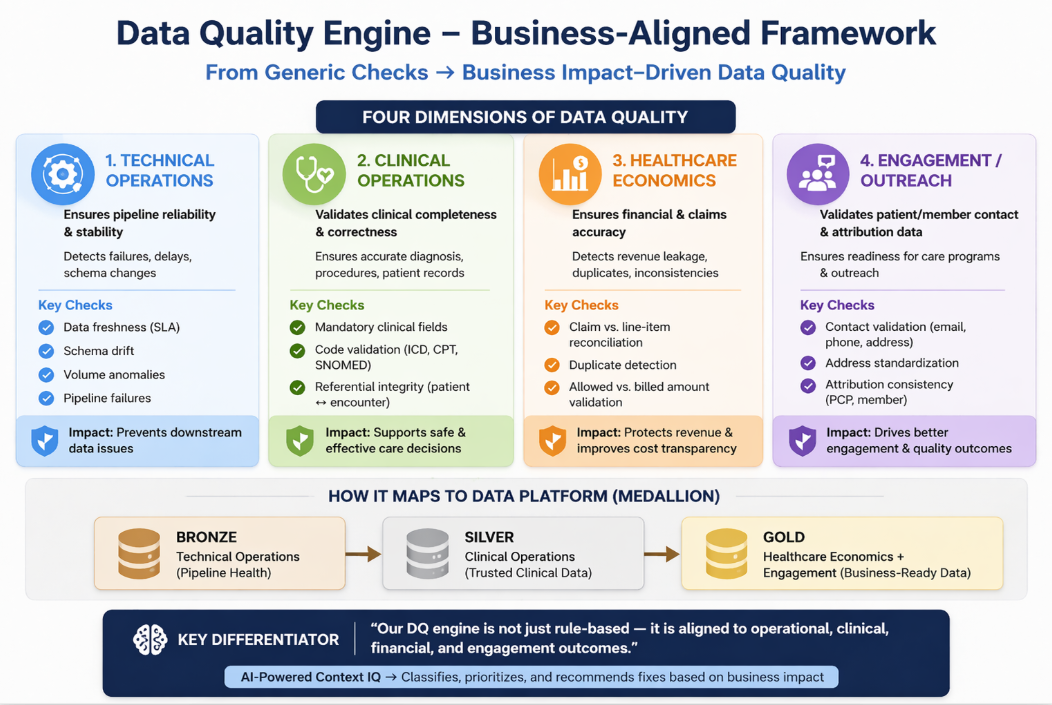 Data Quality Engine – Business-Aligned Framework
From Generic Checks → Business Impact–Driven Data Quality
FOUR DIMENSIONS OF DATA QUALITY
1. TECHNICAL
OPERATIONS
Ensures pipeline reliability
& stability
Detects failures, delays,
schema changes
Key Checks
Data freshness (SLA)
Schema drift
Volume anomalies
Pipeline failures
Impact: Prevents downstream
data issues
2. CLINICAL
OPERATIONS
Validates clinical completeness
& correctness
Ensures accurate diagnosis,
procedures, patient records
Key Checks
Mandatory clinical fields
Code validation (ICD, CPT,
SNOMED)
Referential integrity (patient
↔ encounter)
Impact: Supports safe &
effective care decisions
$
3. HEALTHCARE
ECONOMICS
Ensures financial & claims
accuracy
Detects revenue leakage,
duplicates, inconsistencies
Key Checks
Claim vs. line-item
reconciliation
Duplicate detection
Allowed vs. billed amount
validation
Impact: Protects revenue &
improves cost transparency
4. ENGAGEMENT /
OUTREACH
Validates patient/member contact
& attribution data
Ensures readiness for care programs
& outreach
Key Checks
Contact validation (email,
phone, address)
Address standardization
Attribution consistency
(PCP, member)
Impact: Drives better
engagement & quality outcomes
HOW IT MAPS TO DATA PLATFORM (MEDALLION)
BRONZE
Technical Operations
(Pipeline Health)
SILVER
Clinical Operations
(Trusted Clinical Data)
GOLD
Healthcare Economics +
Engagement (Business-Ready Data)
KEY DIFFERENTIATOR
“Our DQ engine is not just rule-based — it is aligned to operational, clinical,
financial, and engagement outcomes.”
AI-Powered Context IQ → Classifies, prioritizes, and recommends fixes based on business impact